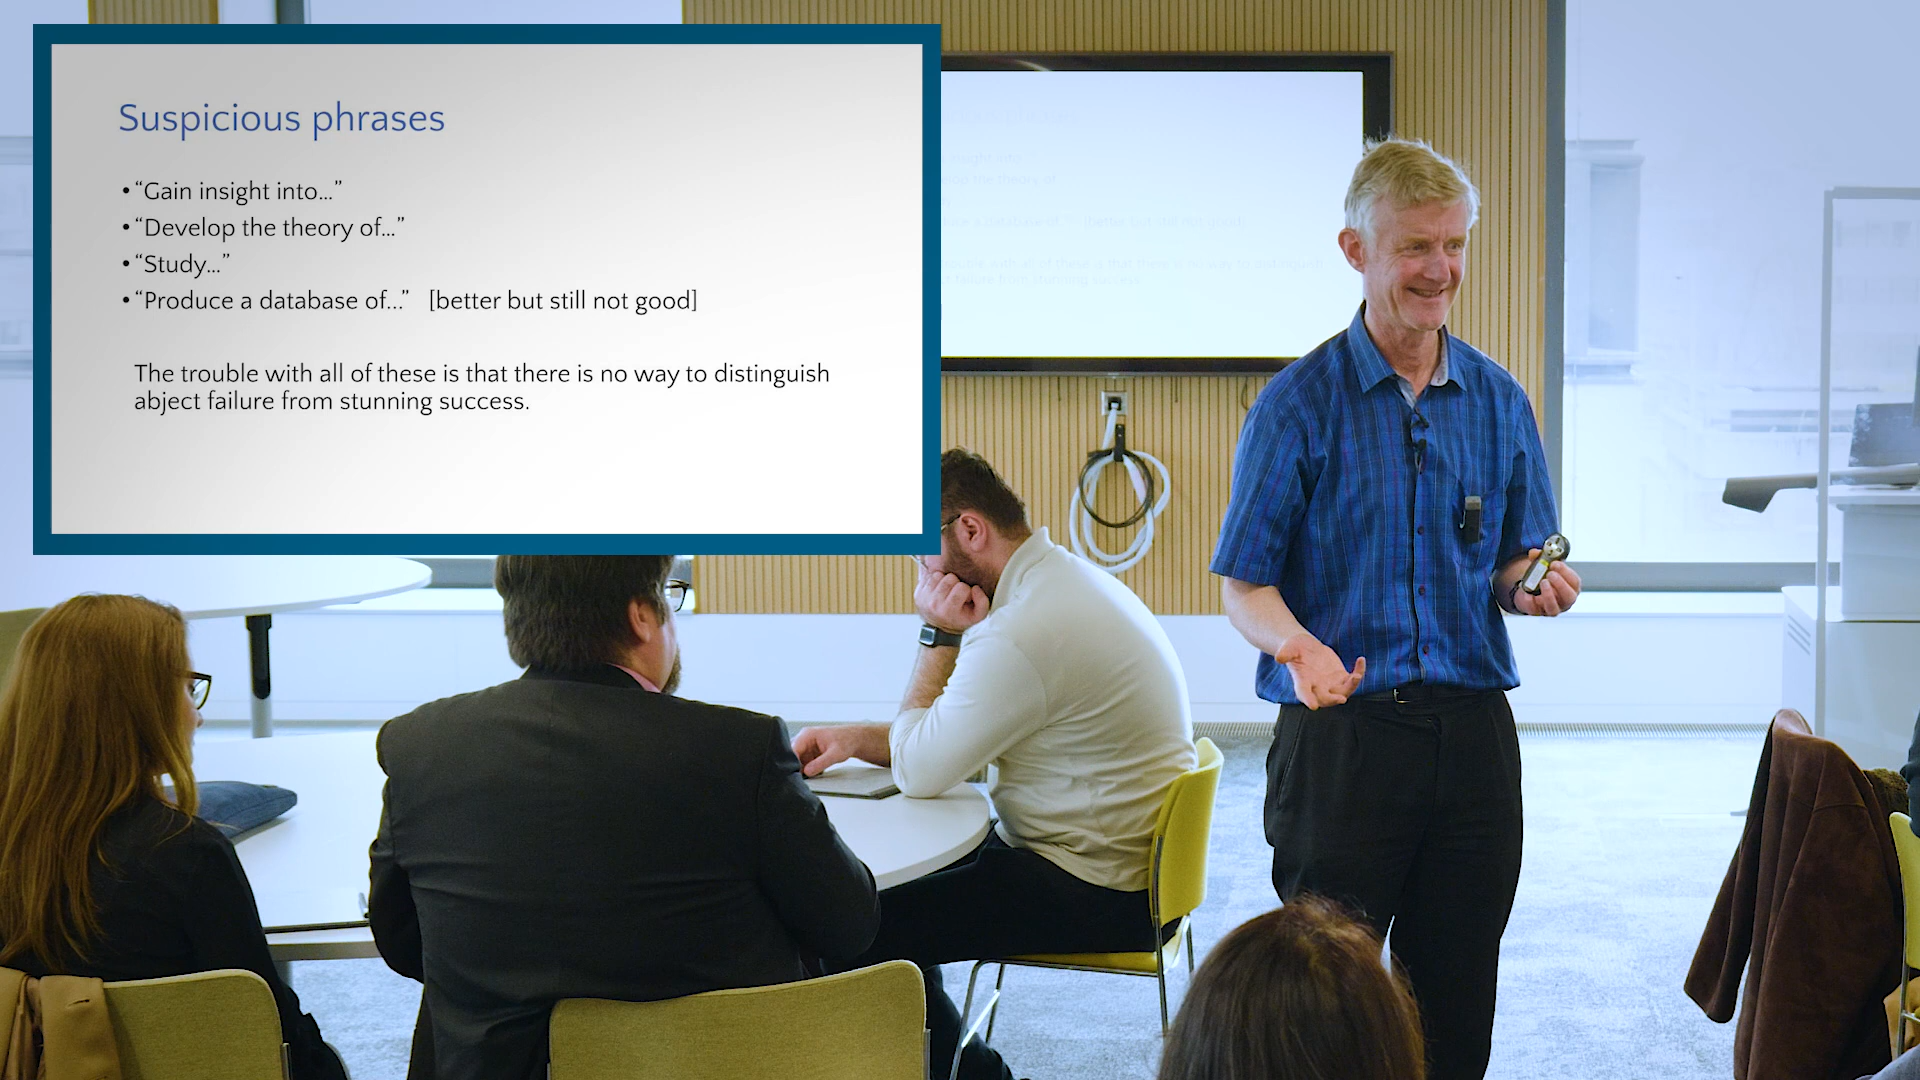 Suspicious phrases
• “Gain insight into...”
• “Develop the theory of...”
• “Study...”
• “Produce a database of...” [better but still not good]
The trouble with all of these is that there is no way to distinguish
abject failure from stunning success.